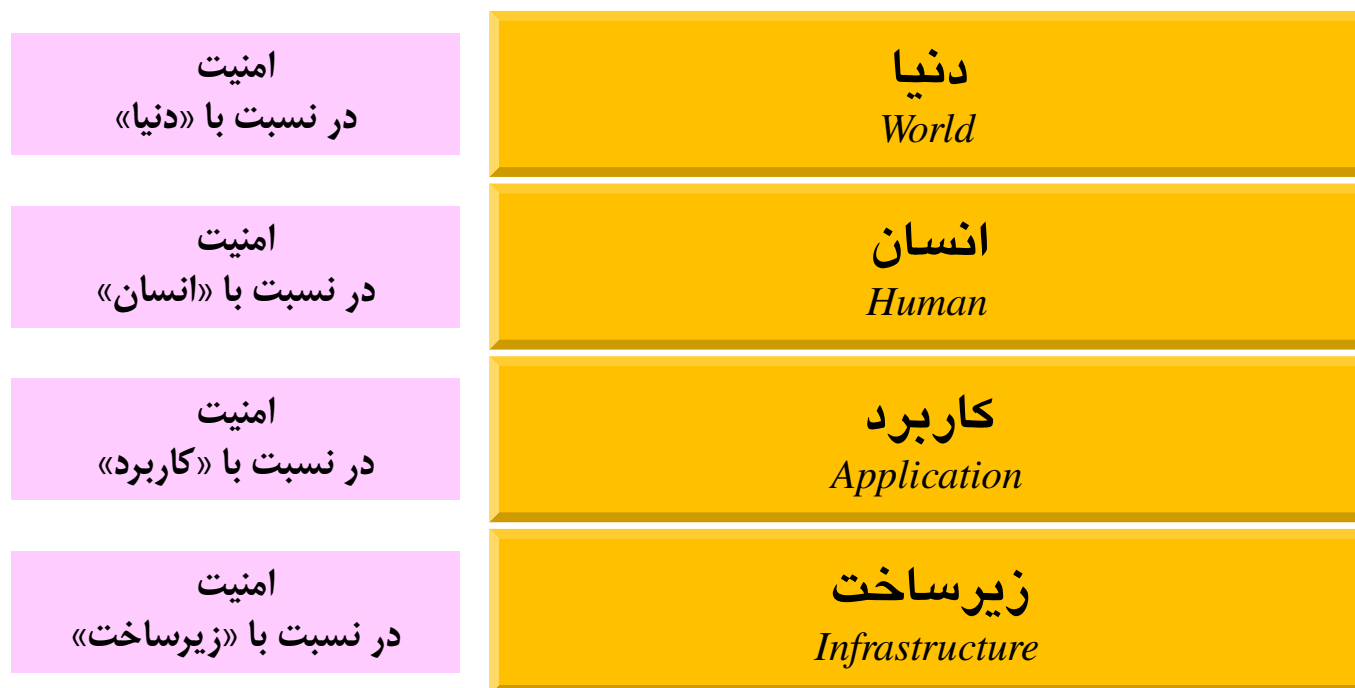 دنیا
World
امنیت
در نسبت با «دنیا»
انسان
Human
امنیت
در نسبت با «انسان»
کاربرد
Application
امنیت
در نسبت با «کاربرد»
زیرساخت
Infrastructure
امنیت
در نسبت با «زیرساخت»